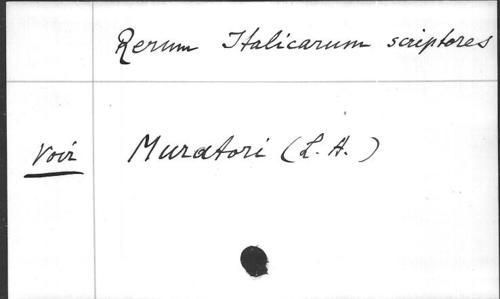 Rerum Italicarum scriptores
Voir Muratori (L. A.)